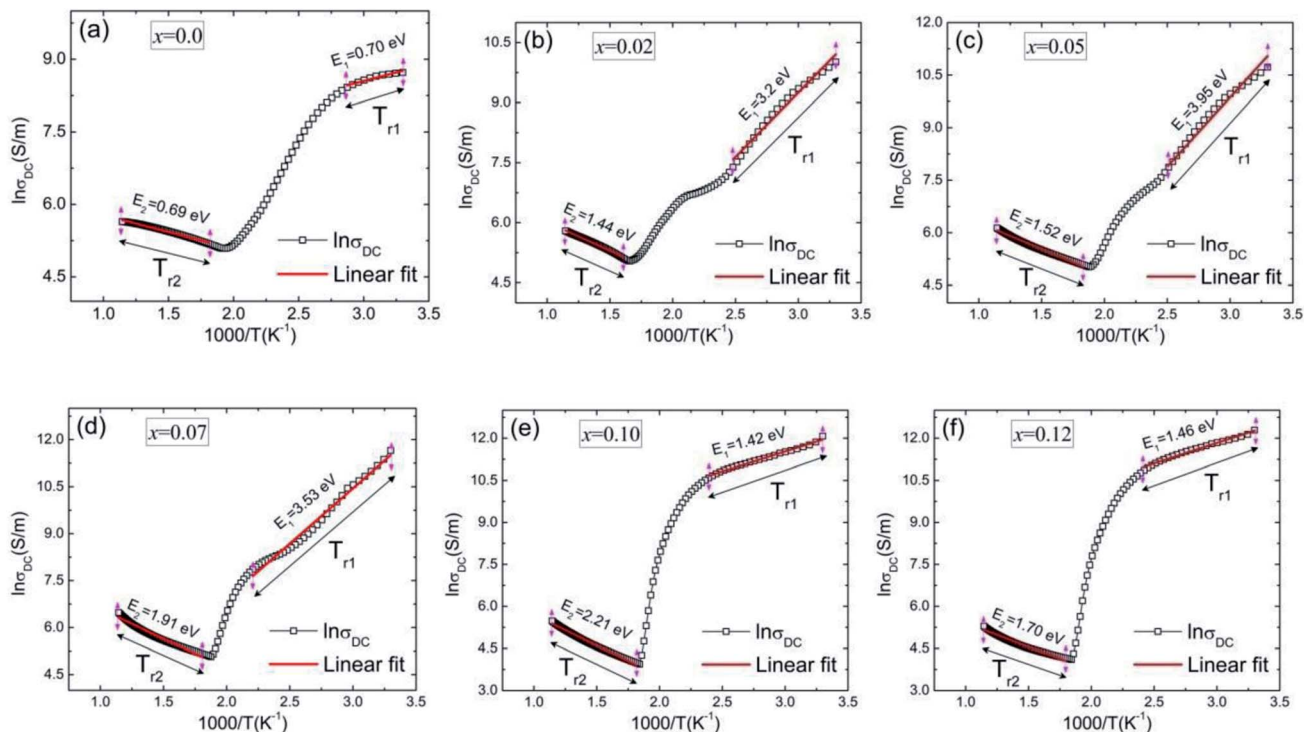 (a)
x=0.0
E1=0.70 eV
Tr1
E2=0.69 eV
Tr2
lnσDC
Linear fit
lnσDC(S/m)
9.0
7.5
6.0
4.5
1.0 1.5 2.0 2.5 3.0 3.5
1000/T(K-1)
(b)
x=0.02
E1=3.2 eV
Tr1
E2=1.44 eV
Tr2
lnσDC
Linear fit
lnσDC(S/m)
10.5
9.0
7.5
6.0
4.5
1.0 1.5 2.0 2.5 3.0 3.5
1000/T(K-1)
(c)
x=0.05
E1=3.95 eV
Tr1
E2=1.52 eV
Tr2
lnσDC
Linear fit
lnσDC(S/m)
12.0
10.5
9.0
7.5
6.0
4.5
1.0 1.5 2.0 2.5 3.0 3.5
1000/T(K-1)
(d)
x=0.07
E1=3.53 eV
Tr1
E2=1.91 eV
Tr2
lnσDC
Linear fit
lnσDC(S/m)
12.0
10.5
9.0
7.5
6.0
4.5
1.0 1.5 2.0 2.5 3.0 3.5
1000/T(K-1)
(e)
x=0.10
E1=1.42 eV
Tr1
E2=2.21 eV
Tr2
lnσDC
Linear fit
lnσDC(S/m)
12.0
10.5
9.0
7.5
6.0
4.5
3.0
1.0 1.5 2.0 2.5 3.0 3.5
1000/T(K-1)
(f)
x=0.12
E1=1.46 eV
Tr1
E2=1.70 eV
Tr2
lnσDC
Linear fit
lnσDC(S/m)
12.0
10.5
9.0
7.5
6.0
4.5
3.0
1.0 1.5 2.0 2.5 3.0 3.5
1000/T(K-1)